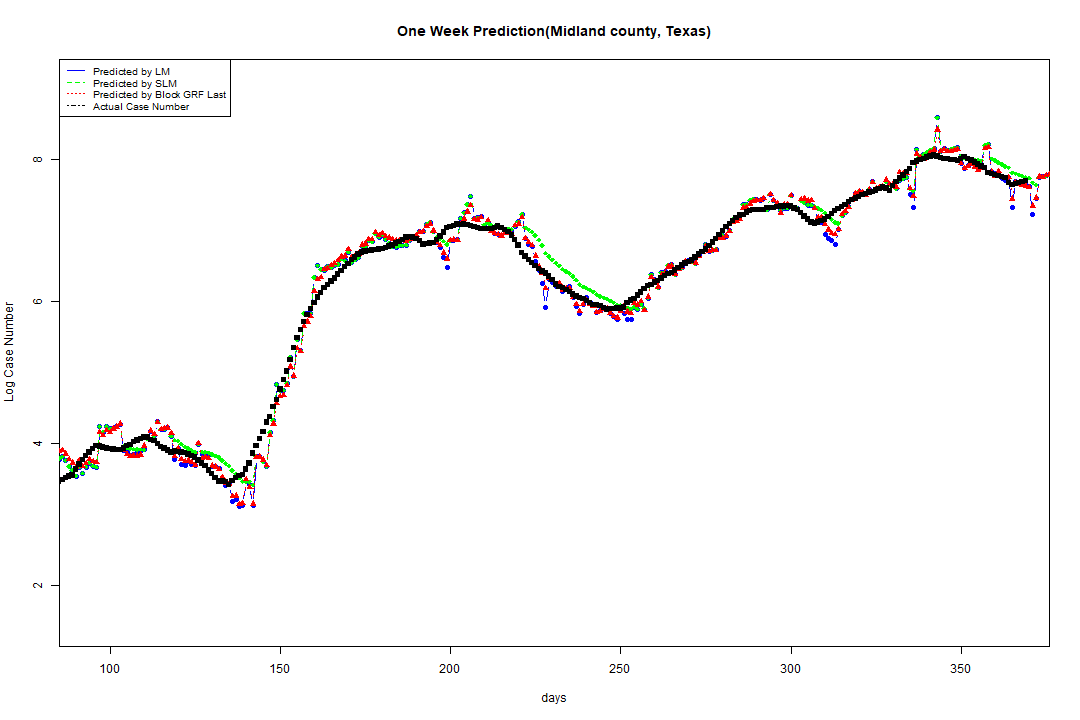 One Week Prediction(Midland county, Texas)
Predicted by LM
Predicted by SLM
Predicted by Block GRF Last
Actual Case Number
8
6
4
2
Log Case Number
100 150 200 250 300 350
days